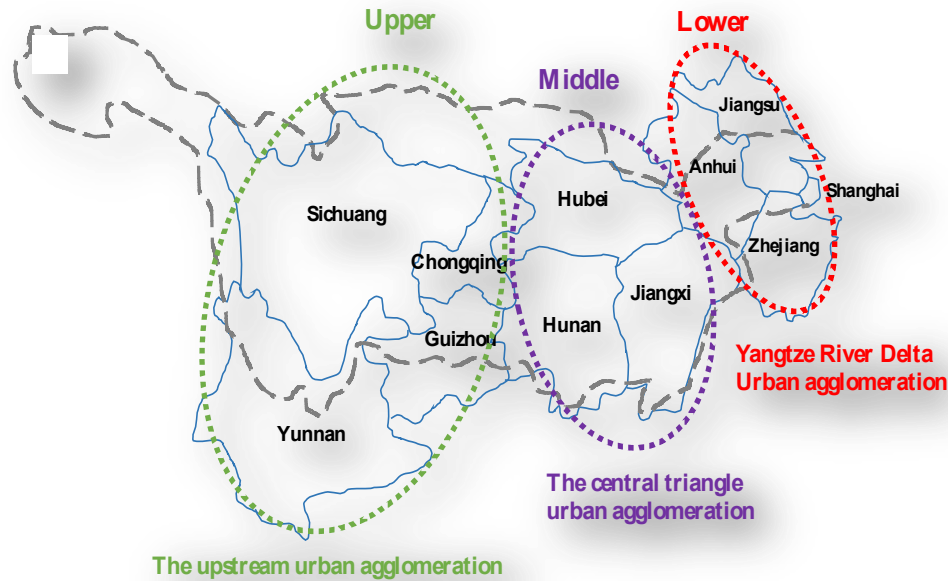 Upper
Lower
Middle
Jiangsu
Anhui
Shanghai
Hubei
Sichuang
Zhejiang
Chongqing
Jiangxi
Hunan
Guizhou
Yangtze River Delta
Urban agglomeration
Yunnan
The central triangle
urban agglomeration
The upstream urban agglomeration